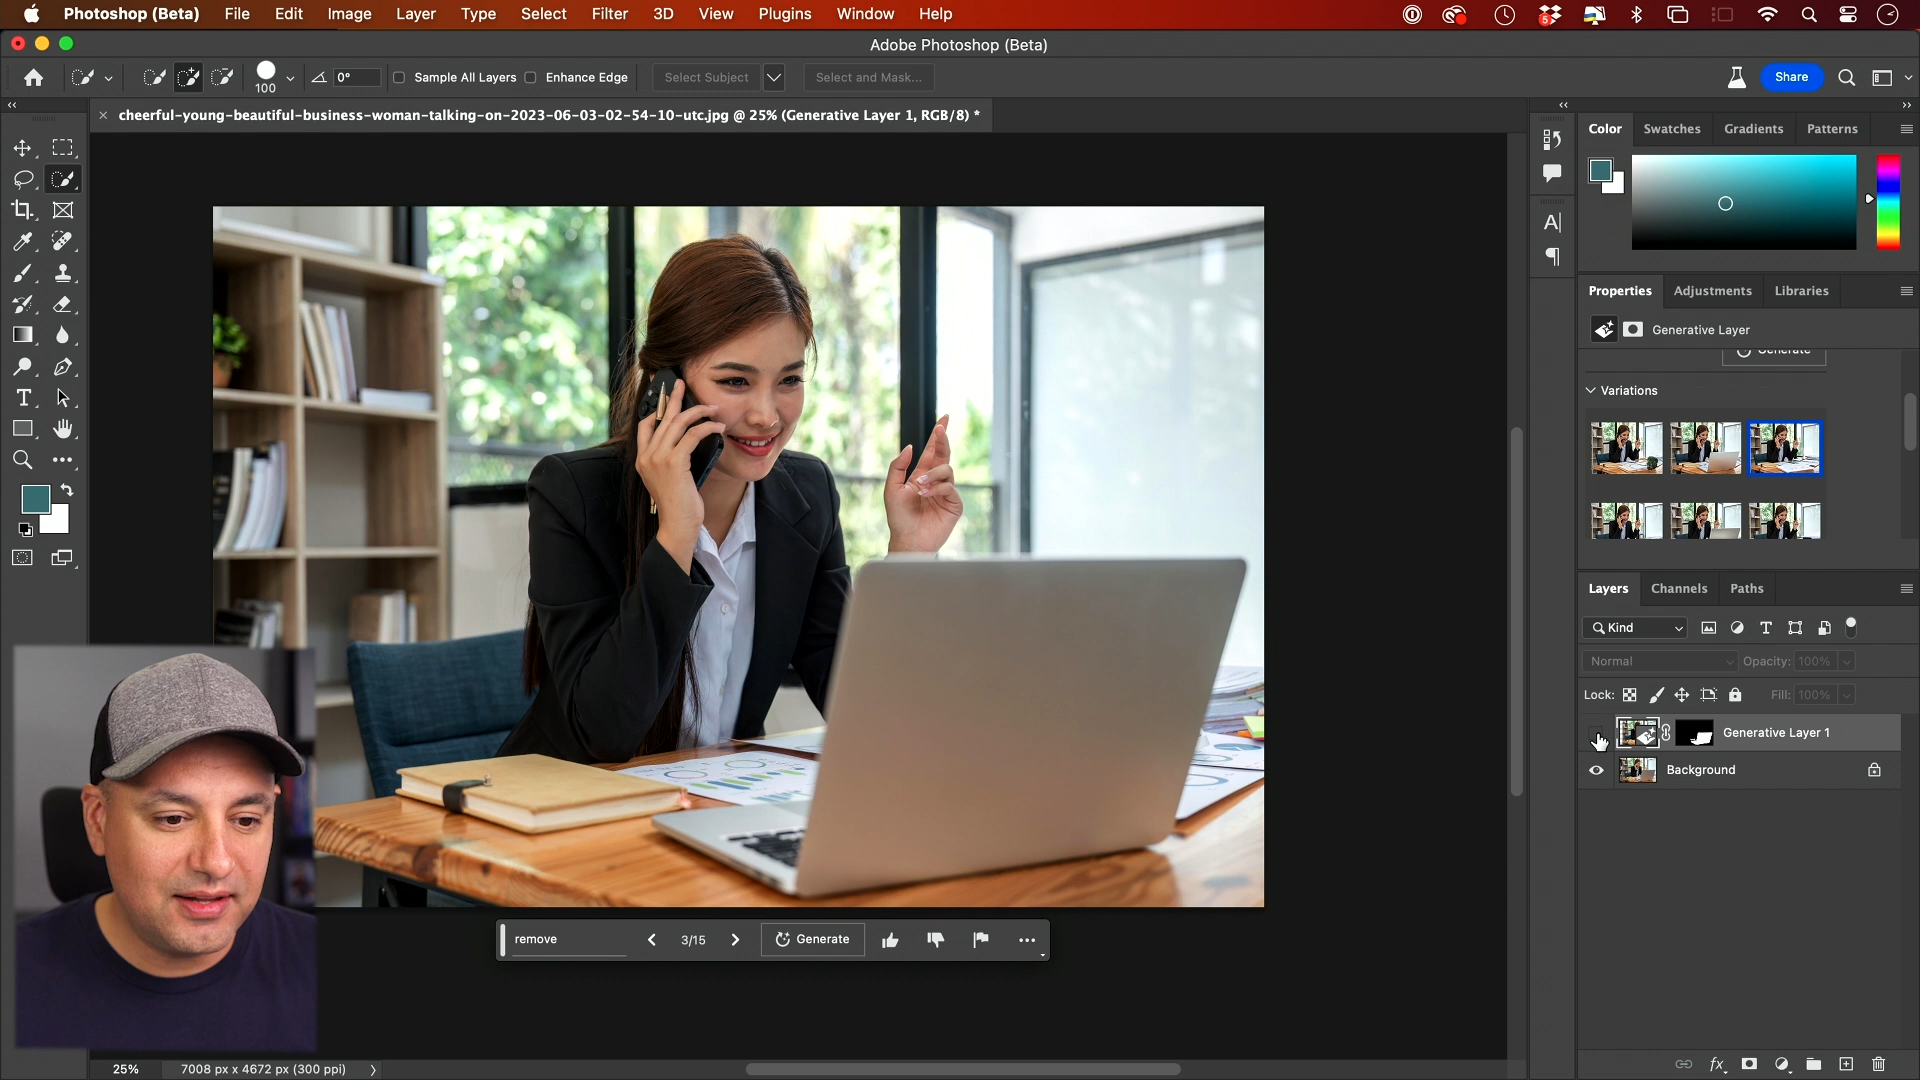 Photoshop (Beta) File Edit Image Layer Type Select Filter 3D View Plugins Window Help
5
Adobe Photoshop (Beta)
100
0°
Sample All Layers
Enhance Edge
Select Subject
Select and Mask...
Share
cheerful-young-beautiful-business-woman-talking-on-2023-06-03-02-54-10-utc.jpg @ 25% (Generative Layer 1, RGB/8) *
Color Swatches Gradients Patterns
Properties Adjustments Libraries
Generative Layer
Generate
Variations
Layers Channels Paths
Kind
Normal Opacity: 100%
Lock: Fill: 100%
Generative Layer 1
Background
remove 3/15 Generate
25% 7008 px x 4672 px (300 ppi)